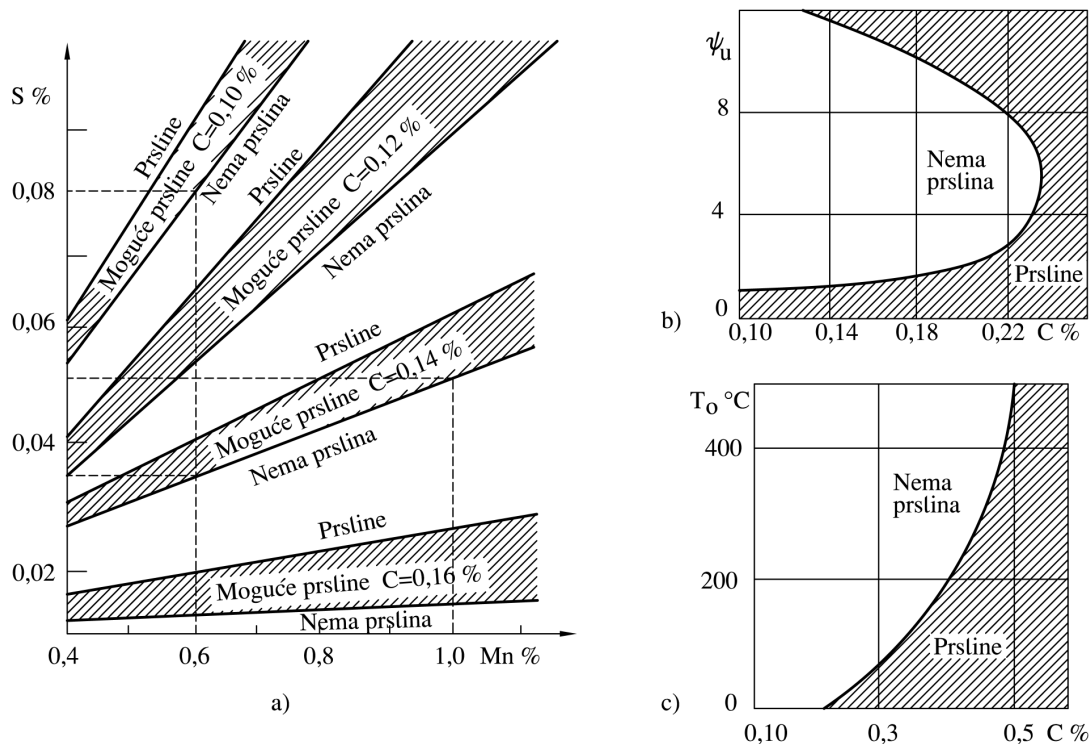 S %
0,08
0,06
0,04
0,02
0,4
0,6
0,8
1,0
Mn %
Prsline
Moguće prsline C=0,10 %
Nema prslina
Prsline
Moguće prsline C=0,12 %
Nema prslina
Prsline
Moguće prsline C=0,14 %
Nema prslina
Prsline
Moguće prsline C=0,16 %
Nema prslina
a)
ψu
8
4
0
Nema
prslina
Prsline
0,10
0,14
0,18
0,22
C %
b)
To °C
400
200
0
Nema
prslina
Prsline
0,10
0,3
0,5
C %
c)